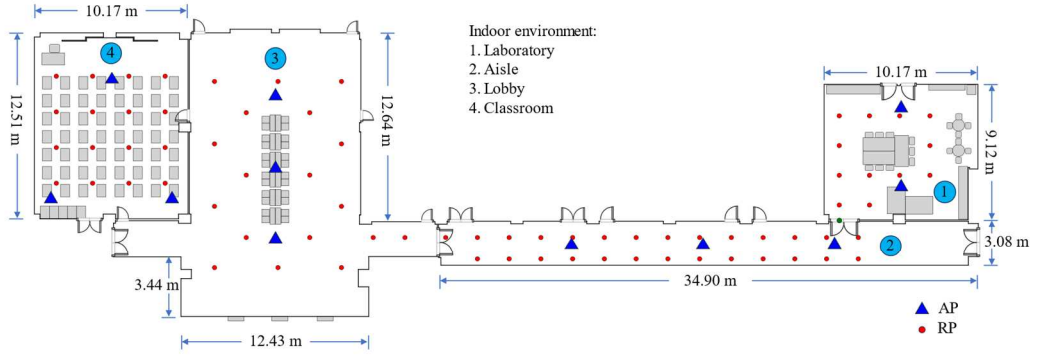 10.17 m
Indoor environment:
1. Laboratory
2. Aisle
3. Lobby
4. Classroom
4
3
10.17 m
12.51 m
12.64 m
9.12 m
1
2
3.08 m
3.44 m
34.90 m
12.43 m
AP
RP